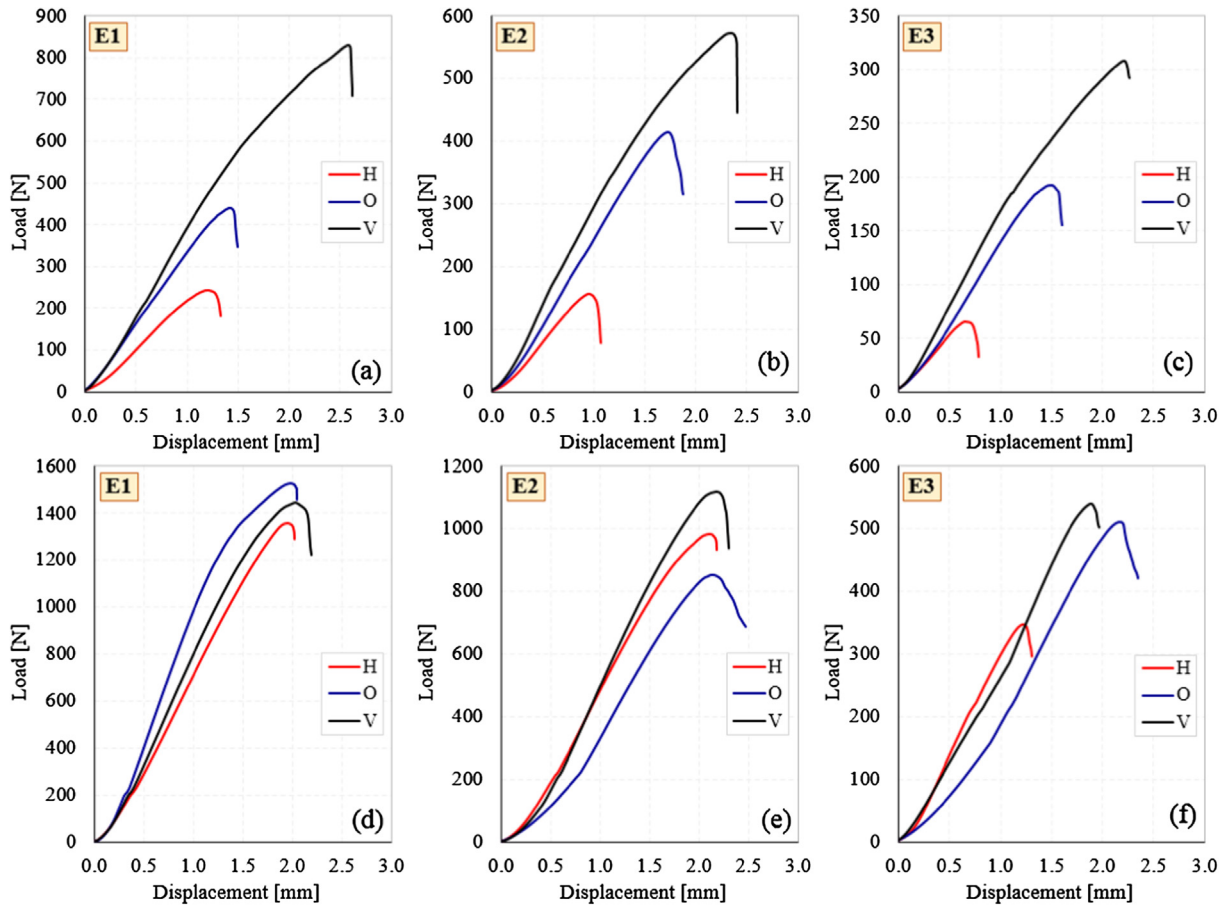 E1
900
800
700
600
500
400
300
200
100
0
Load [N]
0.0 0.5 1.0 1.5 2.0 2.5 3.0
Displacement [mm]
H
O
V
(a)
E2
600
500
400
300
200
100
0
Load [N]
0.0 0.5 1.0 1.5 2.0 2.5 3.0
Displacement [mm]
H
O
V
(b)
E3
350
300
250
200
150
100
50
0
Load [N]
0.0 0.5 1.0 1.5 2.0 2.5 3.0
Displacement [mm]
H
O
V
(c)
E1
1600
1400
1200
1000
800
600
400
200
0
Load [N]
0.0 0.5 1.0 1.5 2.0 2.5 3.0
Displacement [mm]
H
O
V
(d)
E2
1200
1000
800
600
400
200
0
Load [N]
0.0 0.5 1.0 1.5 2.0 2.5 3.0
Displacement [mm]
H
O
V
(e)
E3
600
500
400
300
200
100
0
Load [N]
0.0 0.5 1.0 1.5 2.0 2.5 3.0
Displacement [mm]
H
O
V
(f)